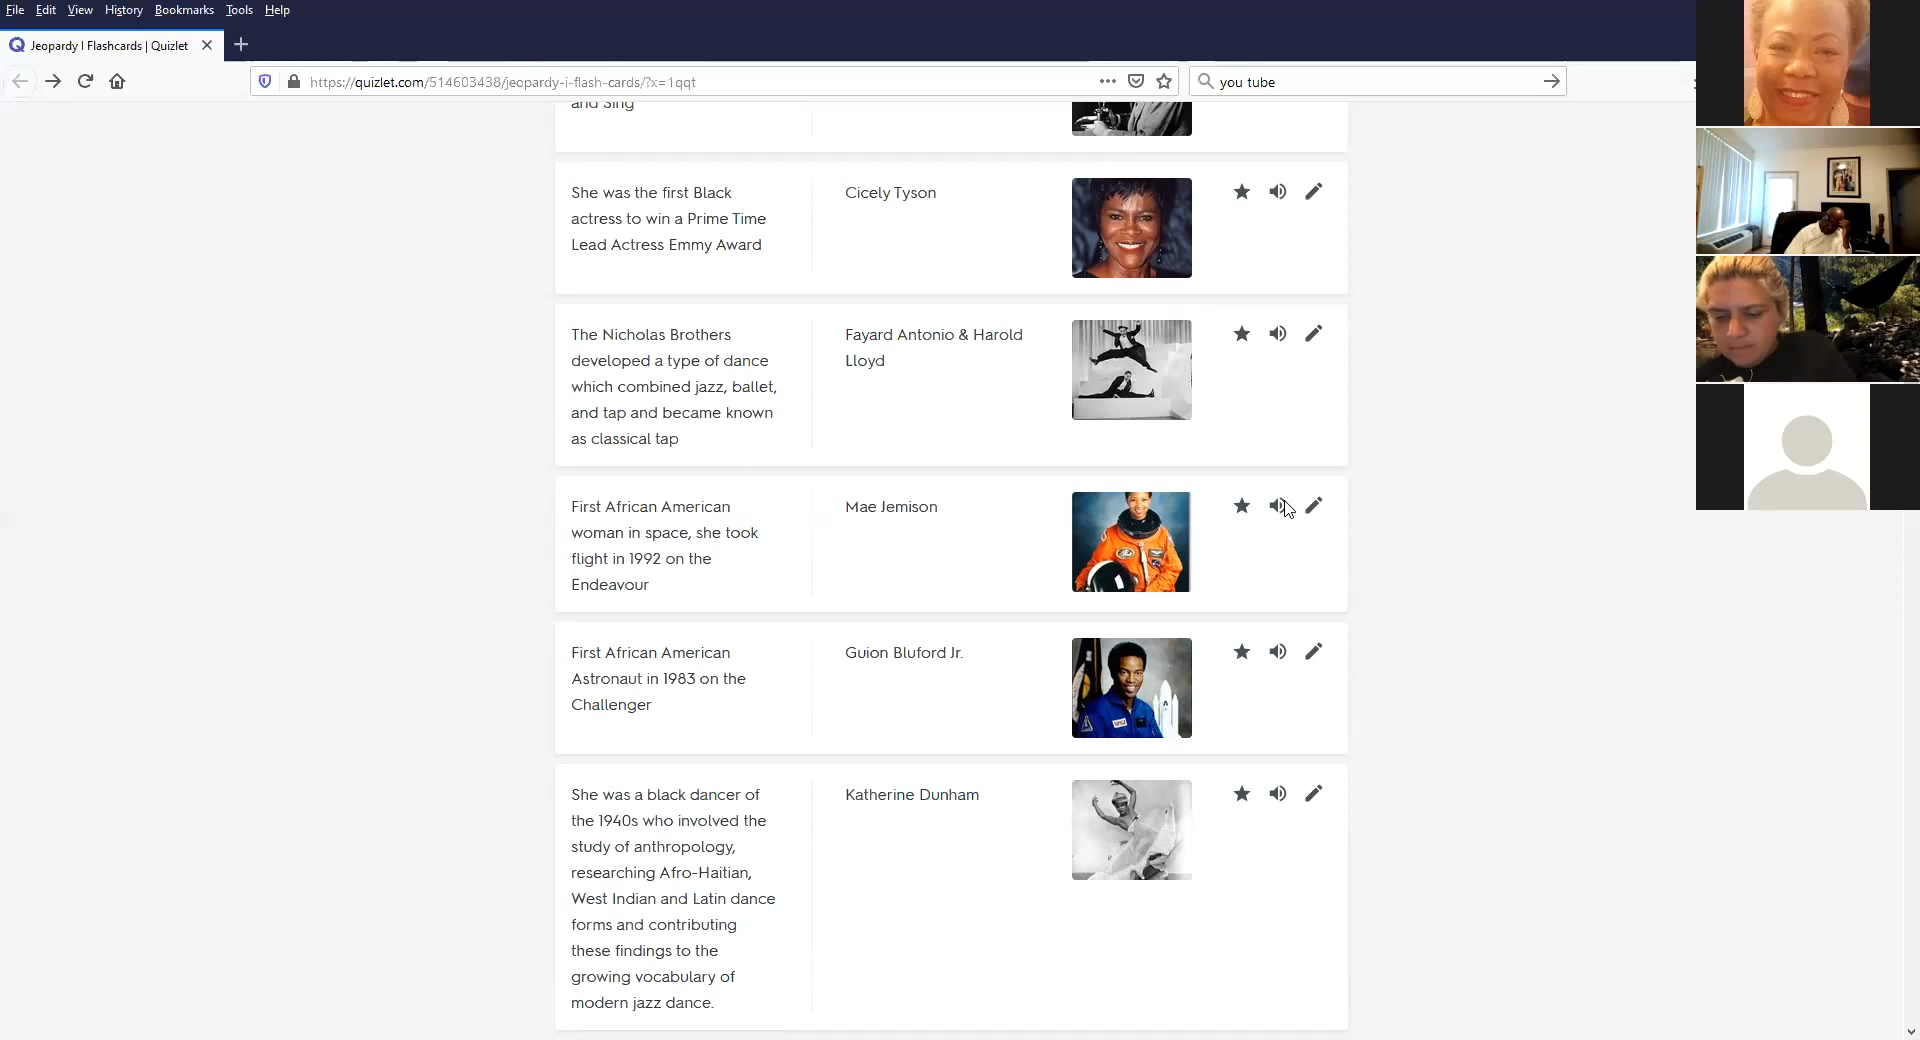 File Edit View History Bookmarks Tools Help
Jeopardy I Flashcards | Quizlet
https://quizlet.com/514603438/jeopardy-i-flash-cards/?x=1qqt
you tube
and Sing
She was the first Black
actress to win a Prime Time
Lead Actress Emmy Award
Cicely Tyson
The Nicholas Brothers
developed a type of dance
which combined jazz, ballet,
and tap and became known
as classical tap
Fayard Antonio & Harold
Lloyd
First African American
woman in space, she took
flight in 1992 on the
Endeavour
Mae Jemison
First African American
Astronaut in 1983 on the
Challenger
Guion Bluford Jr.
She was a black dancer of
the 1940s who involved the
study of anthropology,
researching Afro-Haitian,
West Indian and Latin dance
forms and contributing
these findings to the
growing vocabulary of
modern jazz dance.
Katherine Dunham